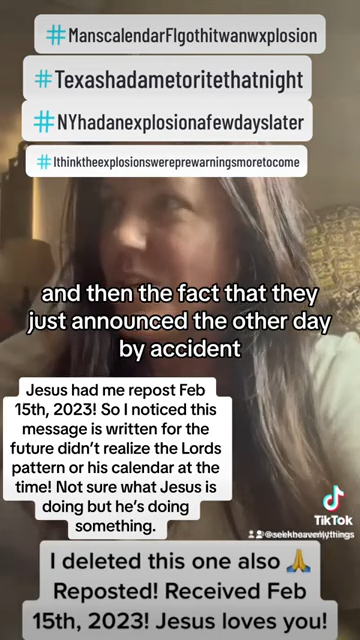 #ManscalendarFIgothitwanwxplosion
#Texashadametoritethatnight
#NYhadanexplosionafewdayslater
#Ithinktheexplosionswereprewarningsmoretocome
and then the fact that they
just announced the other day
by accident
Jesus had me repost Feb
15th, 2023! So I noticed this
message is written for the
future didn’t realize the Lords
pattern or his calendar at the
time! Not sure what Jesus is
doing but he’s doing
something.
TikTok
@seekheavenlythings
I deleted this one also 🙏
Reposted! Received Feb
15th, 2023! Jesus loves you!